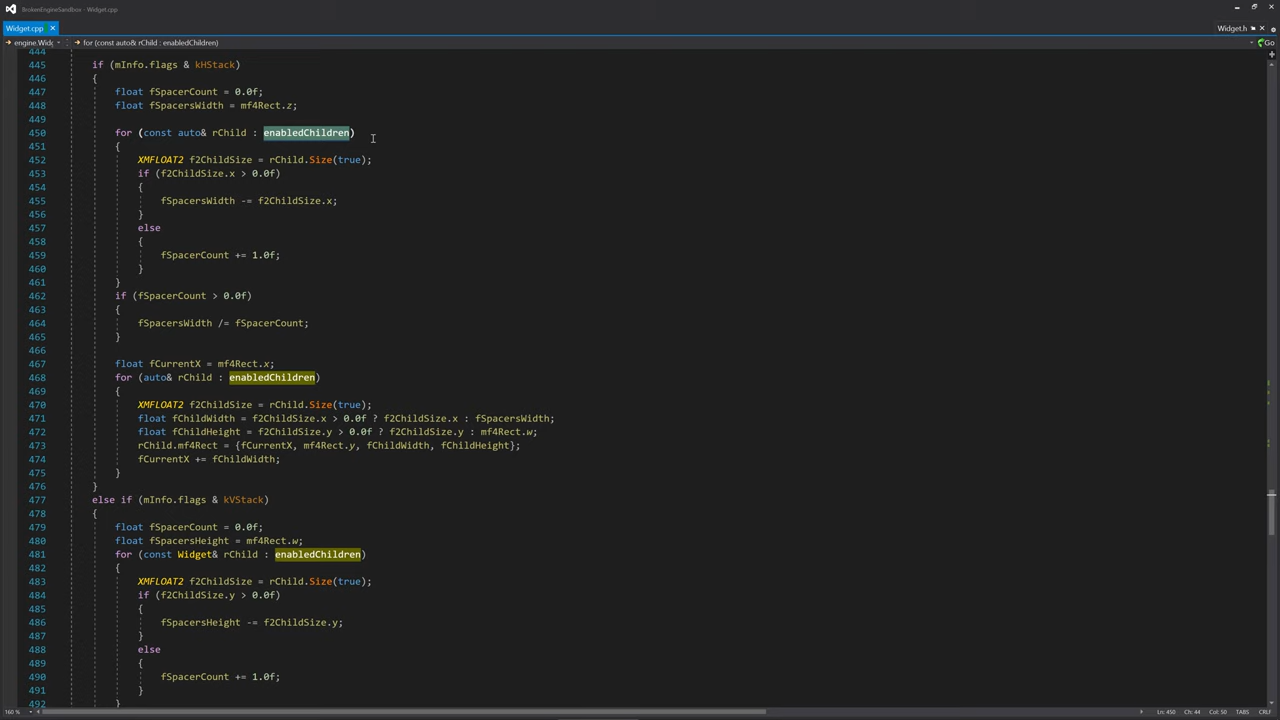 BrokenEngineSandbox - Widget.cpp
Widget.cpp
Widget.h
engine.Widg
for (const auto& rChild : enabledChildren)
Go
444
445 if (mInfo.flags & kHStack)
446 {
447 float fSpacerCount = 0.0f;
448 float fSpacersWidth = mf4Rect.z;
449
450 for (const auto& rChild : enabledChildren)
451 {
452 XMFLOAT2 f2ChildSize = rChild.Size(true);
453 if (f2ChildSize.x > 0.0f)
454 {
455 fSpacersWidth -= f2ChildSize.x;
456 }
457 else
458 {
459 fSpacerCount += 1.0f;
460 }
461 }
462 if (fSpacerCount > 0.0f)
463 {
464 fSpacersWidth /= fSpacerCount;
465 }
466
467 float fCurrentX = mf4Rect.x;
468 for (auto& rChild : enabledChildren)
469 {
470 XMFLOAT2 f2ChildSize = rChild.Size(true);
471 float fChildWidth = f2ChildSize.x > 0.0f ? f2ChildSize.x : fSpacersWidth;
472 float fChildHeight = f2ChildSize.y > 0.0f ? f2ChildSize.y : mf4Rect.w;
473 rChild.mf4Rect = {fCurrentX, mf4Rect.y, fChildWidth, fChildHeight};
474 fCurrentX += fChildWidth;
475 }
476 }
477 else if (mInfo.flags & kVStack)
478 {
479 float fSpacerCount = 0.0f;
480 float fSpacersHeight = mf4Rect.w;
481 for (const Widget& rChild : enabledChildren)
482 {
483 XMFLOAT2 f2ChildSize = rChild.Size(true);
484 if (f2ChildSize.y > 0.0f)
485 {
486 fSpacersHeight -= f2ChildSize.y;
487 }
488 else
489 {
490 fSpacerCount += 1.0f;
491 }
492 }
160 %
Ln: 450 Ch: 44 Col: 50 TABS CRLF